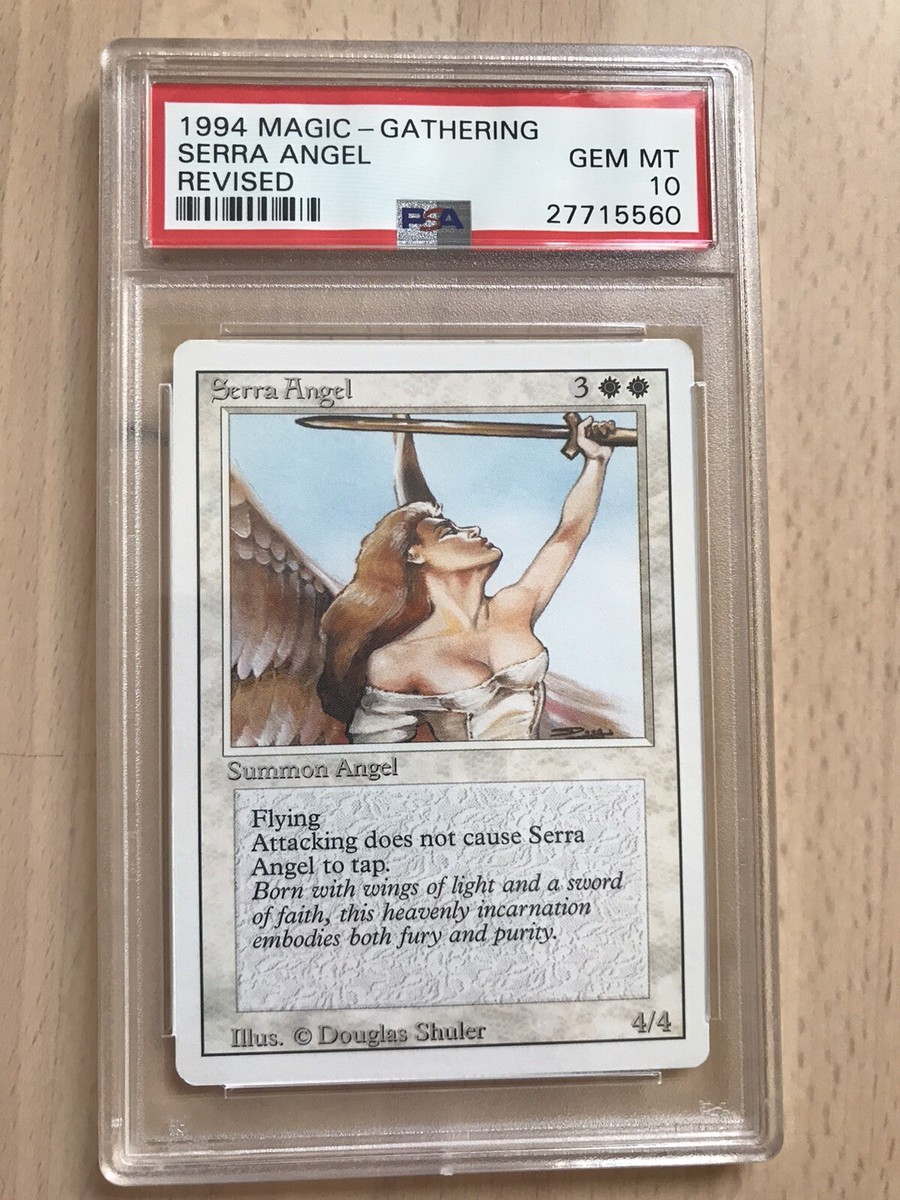 1994 MAGIC – GATHERING
SERRA ANGEL
GEM MT
REVISED
10
PSA
27715560
Serra Angel
3
Summon Angel
Flying
Attacking does not cause Serra
Angel to tap.
Born with wings of light and a sword
of faith, this heavenly incarnation
embodies both fury and purity.
Illus. © Douglas Shuler
4/4